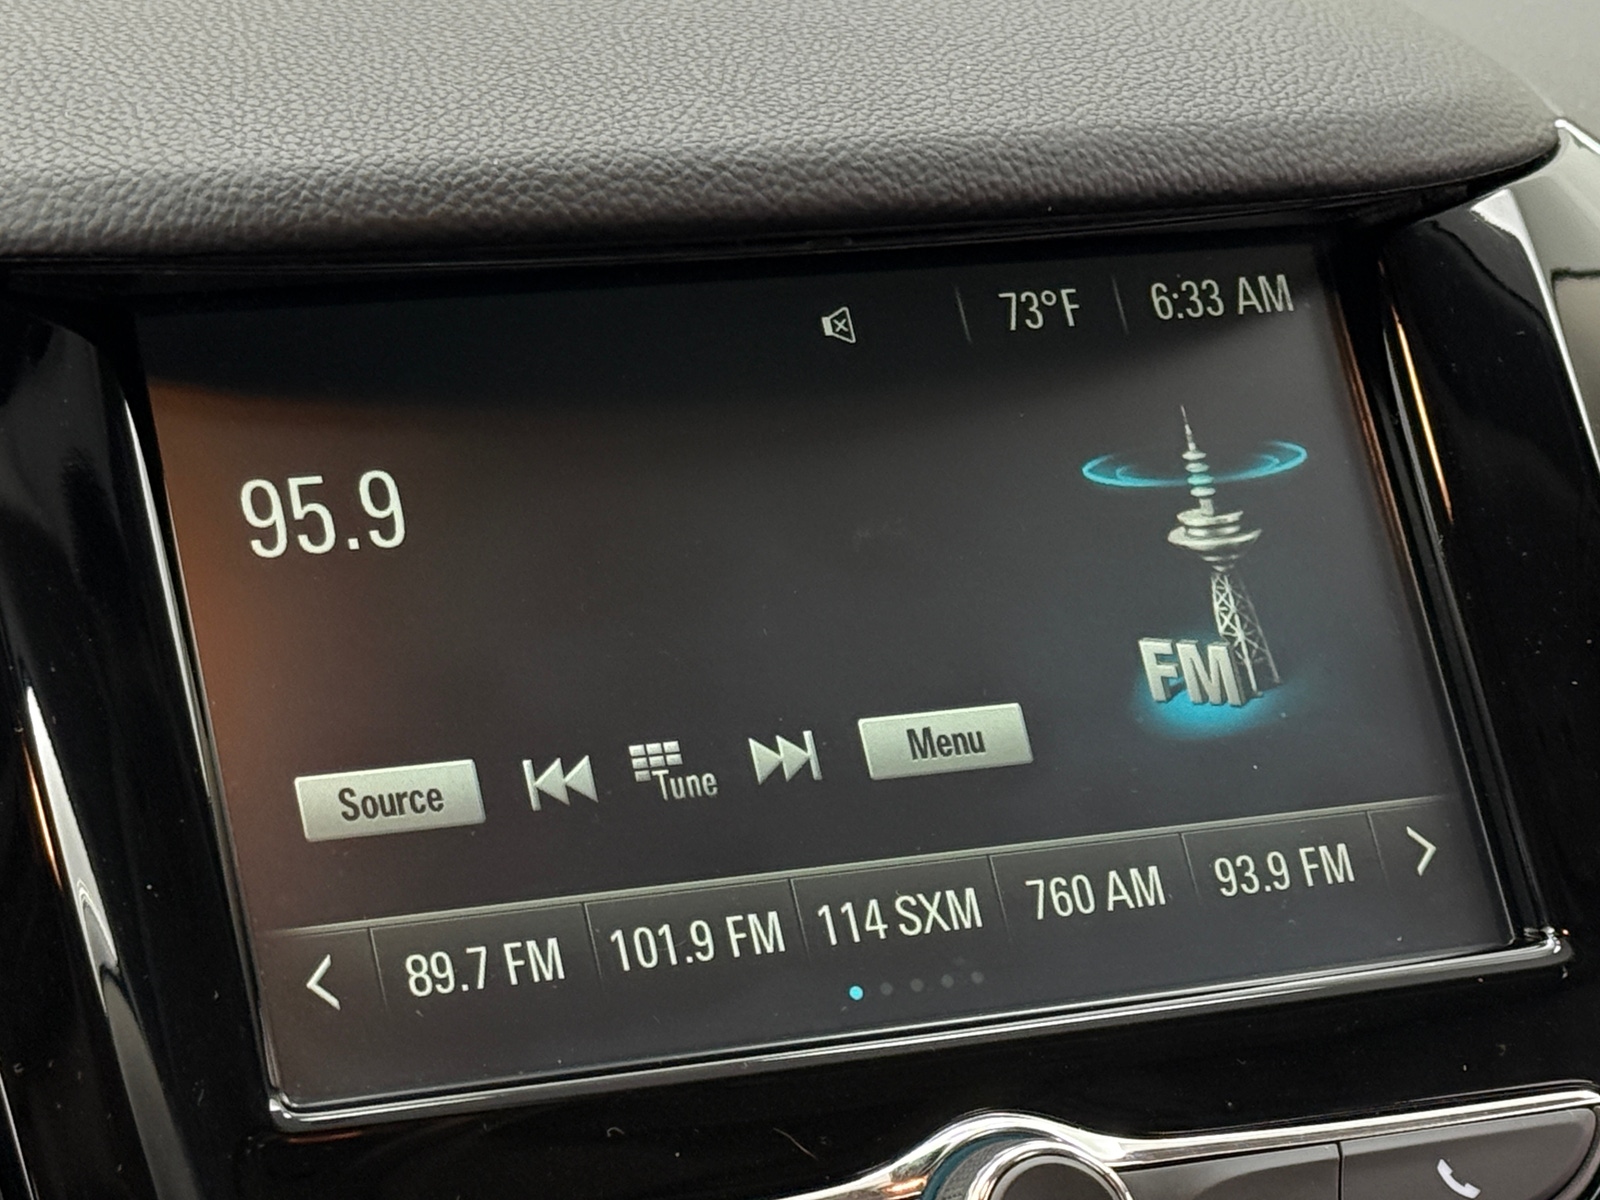 73°F 6:33 AM
95.9
FM
Source Tune Menu
89.7 FM 101.9 FM 114 SXM 760 AM 93.9 FM